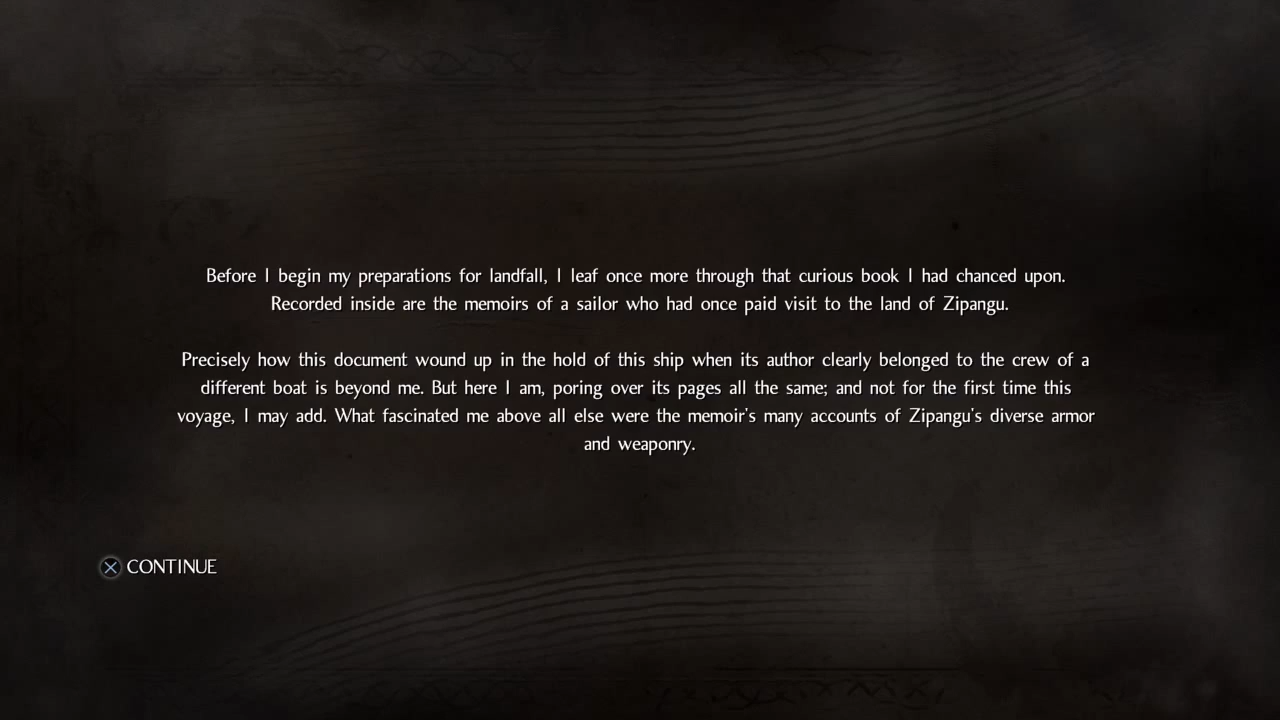 Before I begin my preparations for landfall, I leaf once more through that curious book I had chanced upon.
Recorded inside are the memoirs of a sailor who had once paid visit to the land of Zipangu.
Precisely how this document wound up in the hold of this ship when its author clearly belonged to the crew of a
different boat is beyond me. But here I am, poring over its pages all the same; and not for the first time this
voyage, I may add. What fascinated me above all else were the memoir's many accounts of Zipangu's diverse armor
and weaponry.
CONTINUE